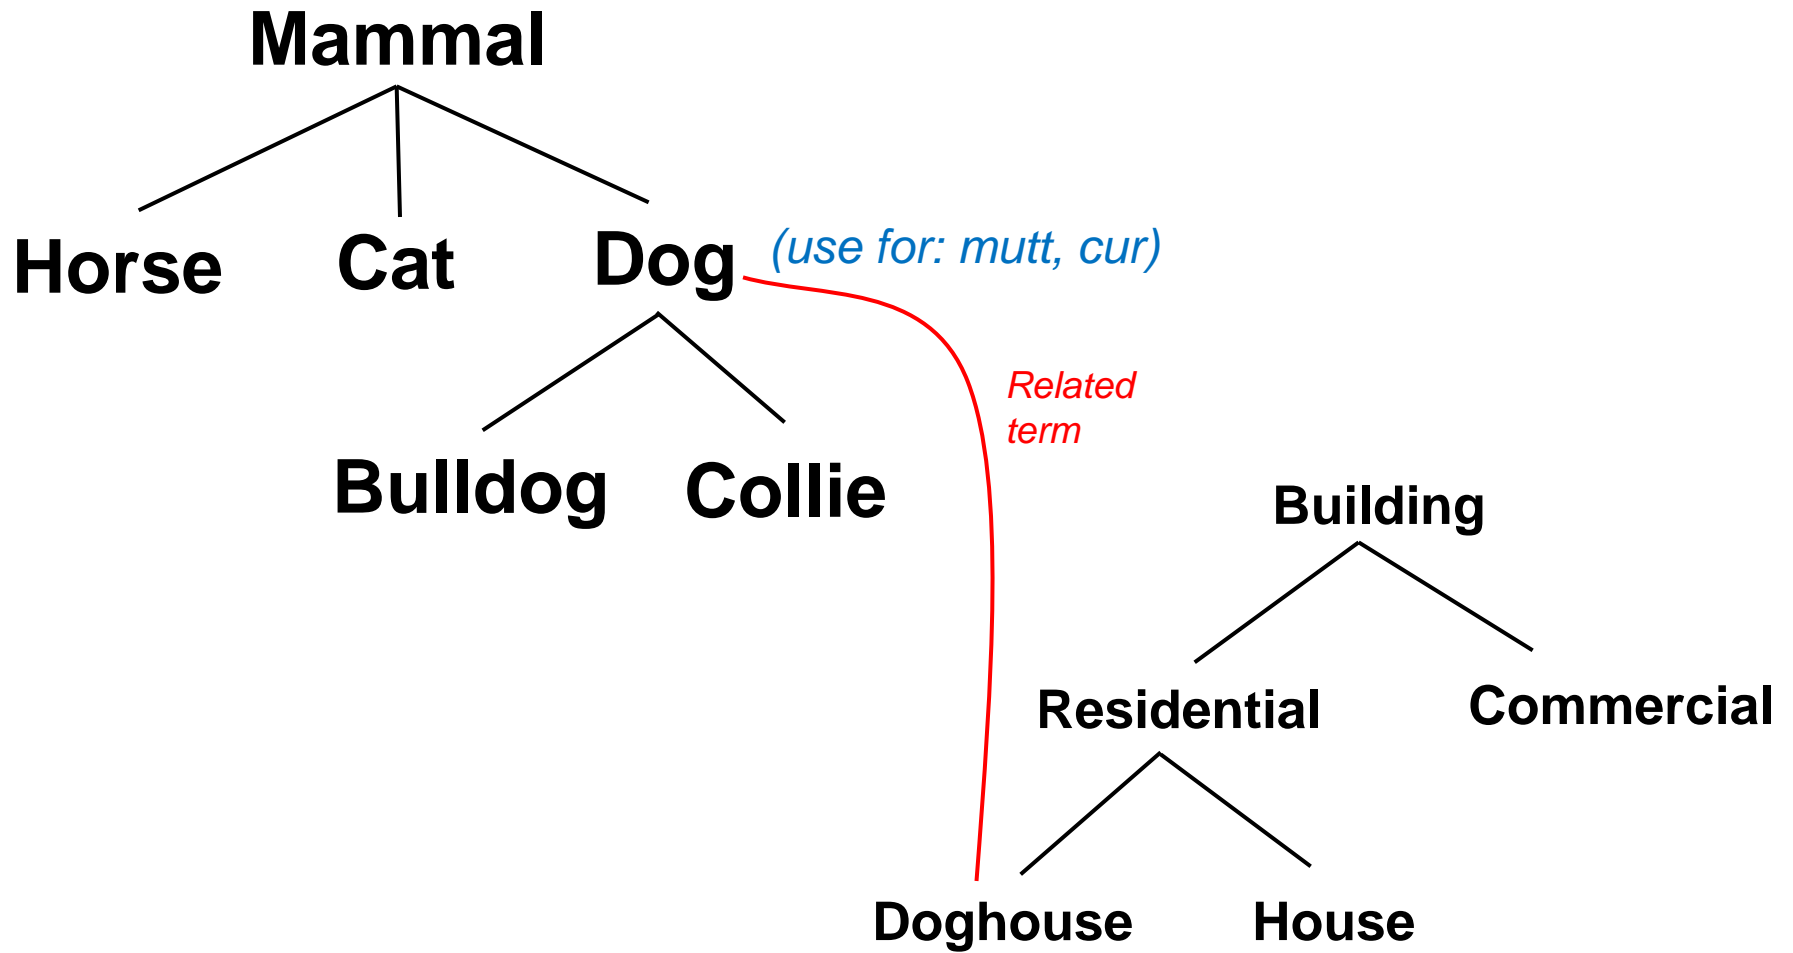 Mammal
Horse Cat Dog (use for: mutt, cur)
Related
term
Bulldog Collie
Building
Residential Commercial
Doghouse House